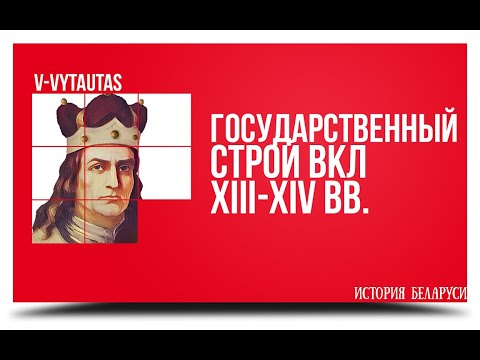 V-VYTAUTAS
ГОСУДАРСТВЕННЫЙ
СТРОЙ ВКЛ
XIII-XIV ВВ.
ИСТОРИЯ БЕЛАРУСИ